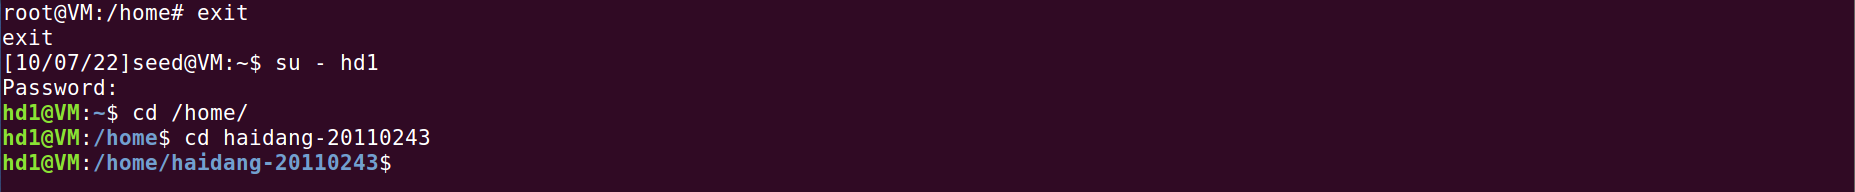 root@VM:/home# exit
exit
[10/07/22]seed@VM:~$ su - hd1
Password:
hd1@VM:~$ cd /home/
hd1@VM:/home$ cd haidang-20110243
hd1@VM:/home/haidang-20110243$